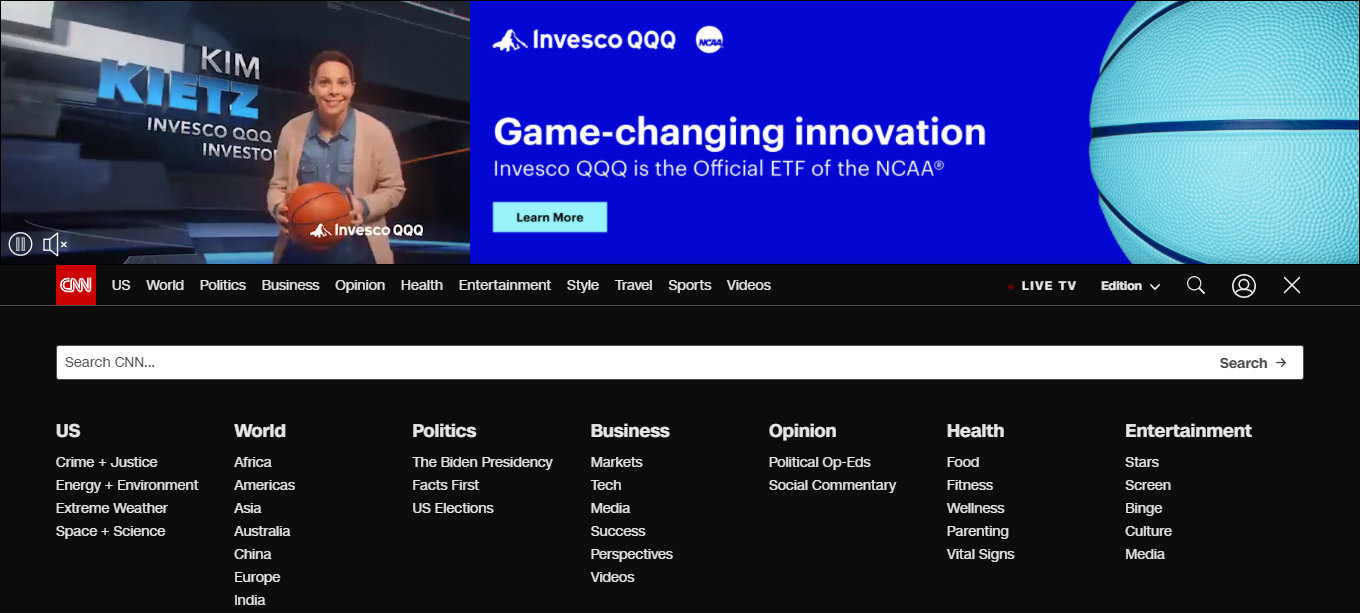 KIM
KIETZ
INVESCO QQQ
INVESTOR
Invesco QQQ
Invesco QQQ NCAA
Game-changing innovation
Invesco QQQ is the Official ETF of the NCAA®
Learn More
CNN US World Politics Business Opinion Health Entertainment Style Travel Sports Videos LIVE TV Edition
Search CNN... Search →
US
Crime + Justice
Energy + Environment
Extreme Weather
Space + Science
World
Africa
Americas
Asia
Australia
China
Europe
India
Politics
The Biden Presidency
Facts First
US Elections
Business
Markets
Tech
Media
Success
Perspectives
Videos
Opinion
Political Op-Eds
Social Commentary
Health
Food
Fitness
Wellness
Parenting
Vital Signs
Entertainment
Stars
Screen
Binge
Culture
Media